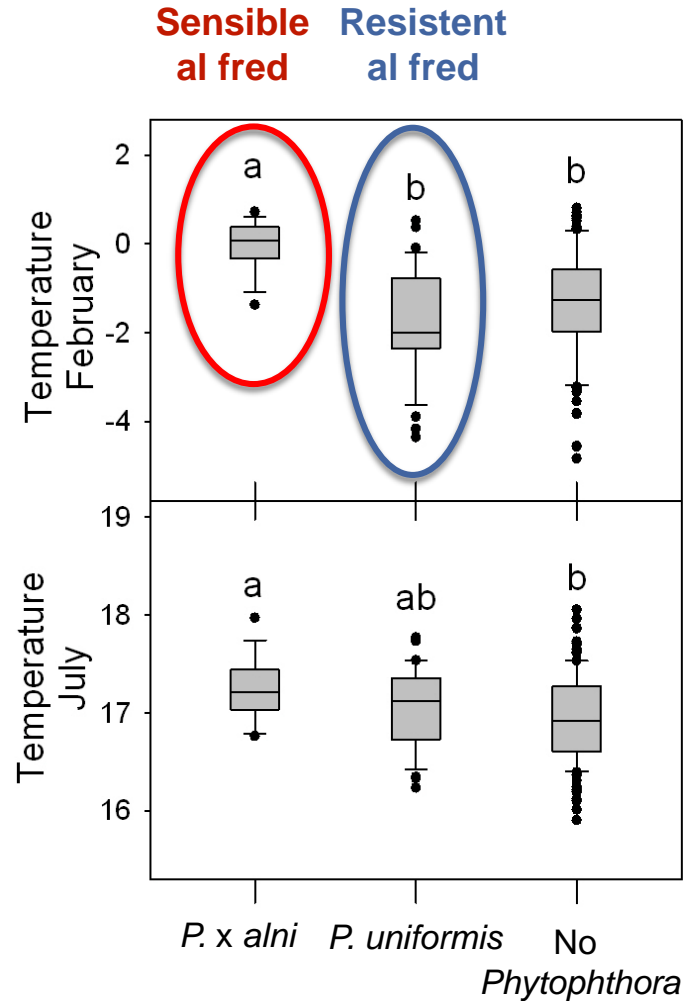 Sensible
al fred
Resistent
al fred
Temperature
February
2
0
-2
-4
a
b
b
Temperature
July
19
18
17
16
a
ab
b
P. x alni
P. uniformis
No
Phytophthora